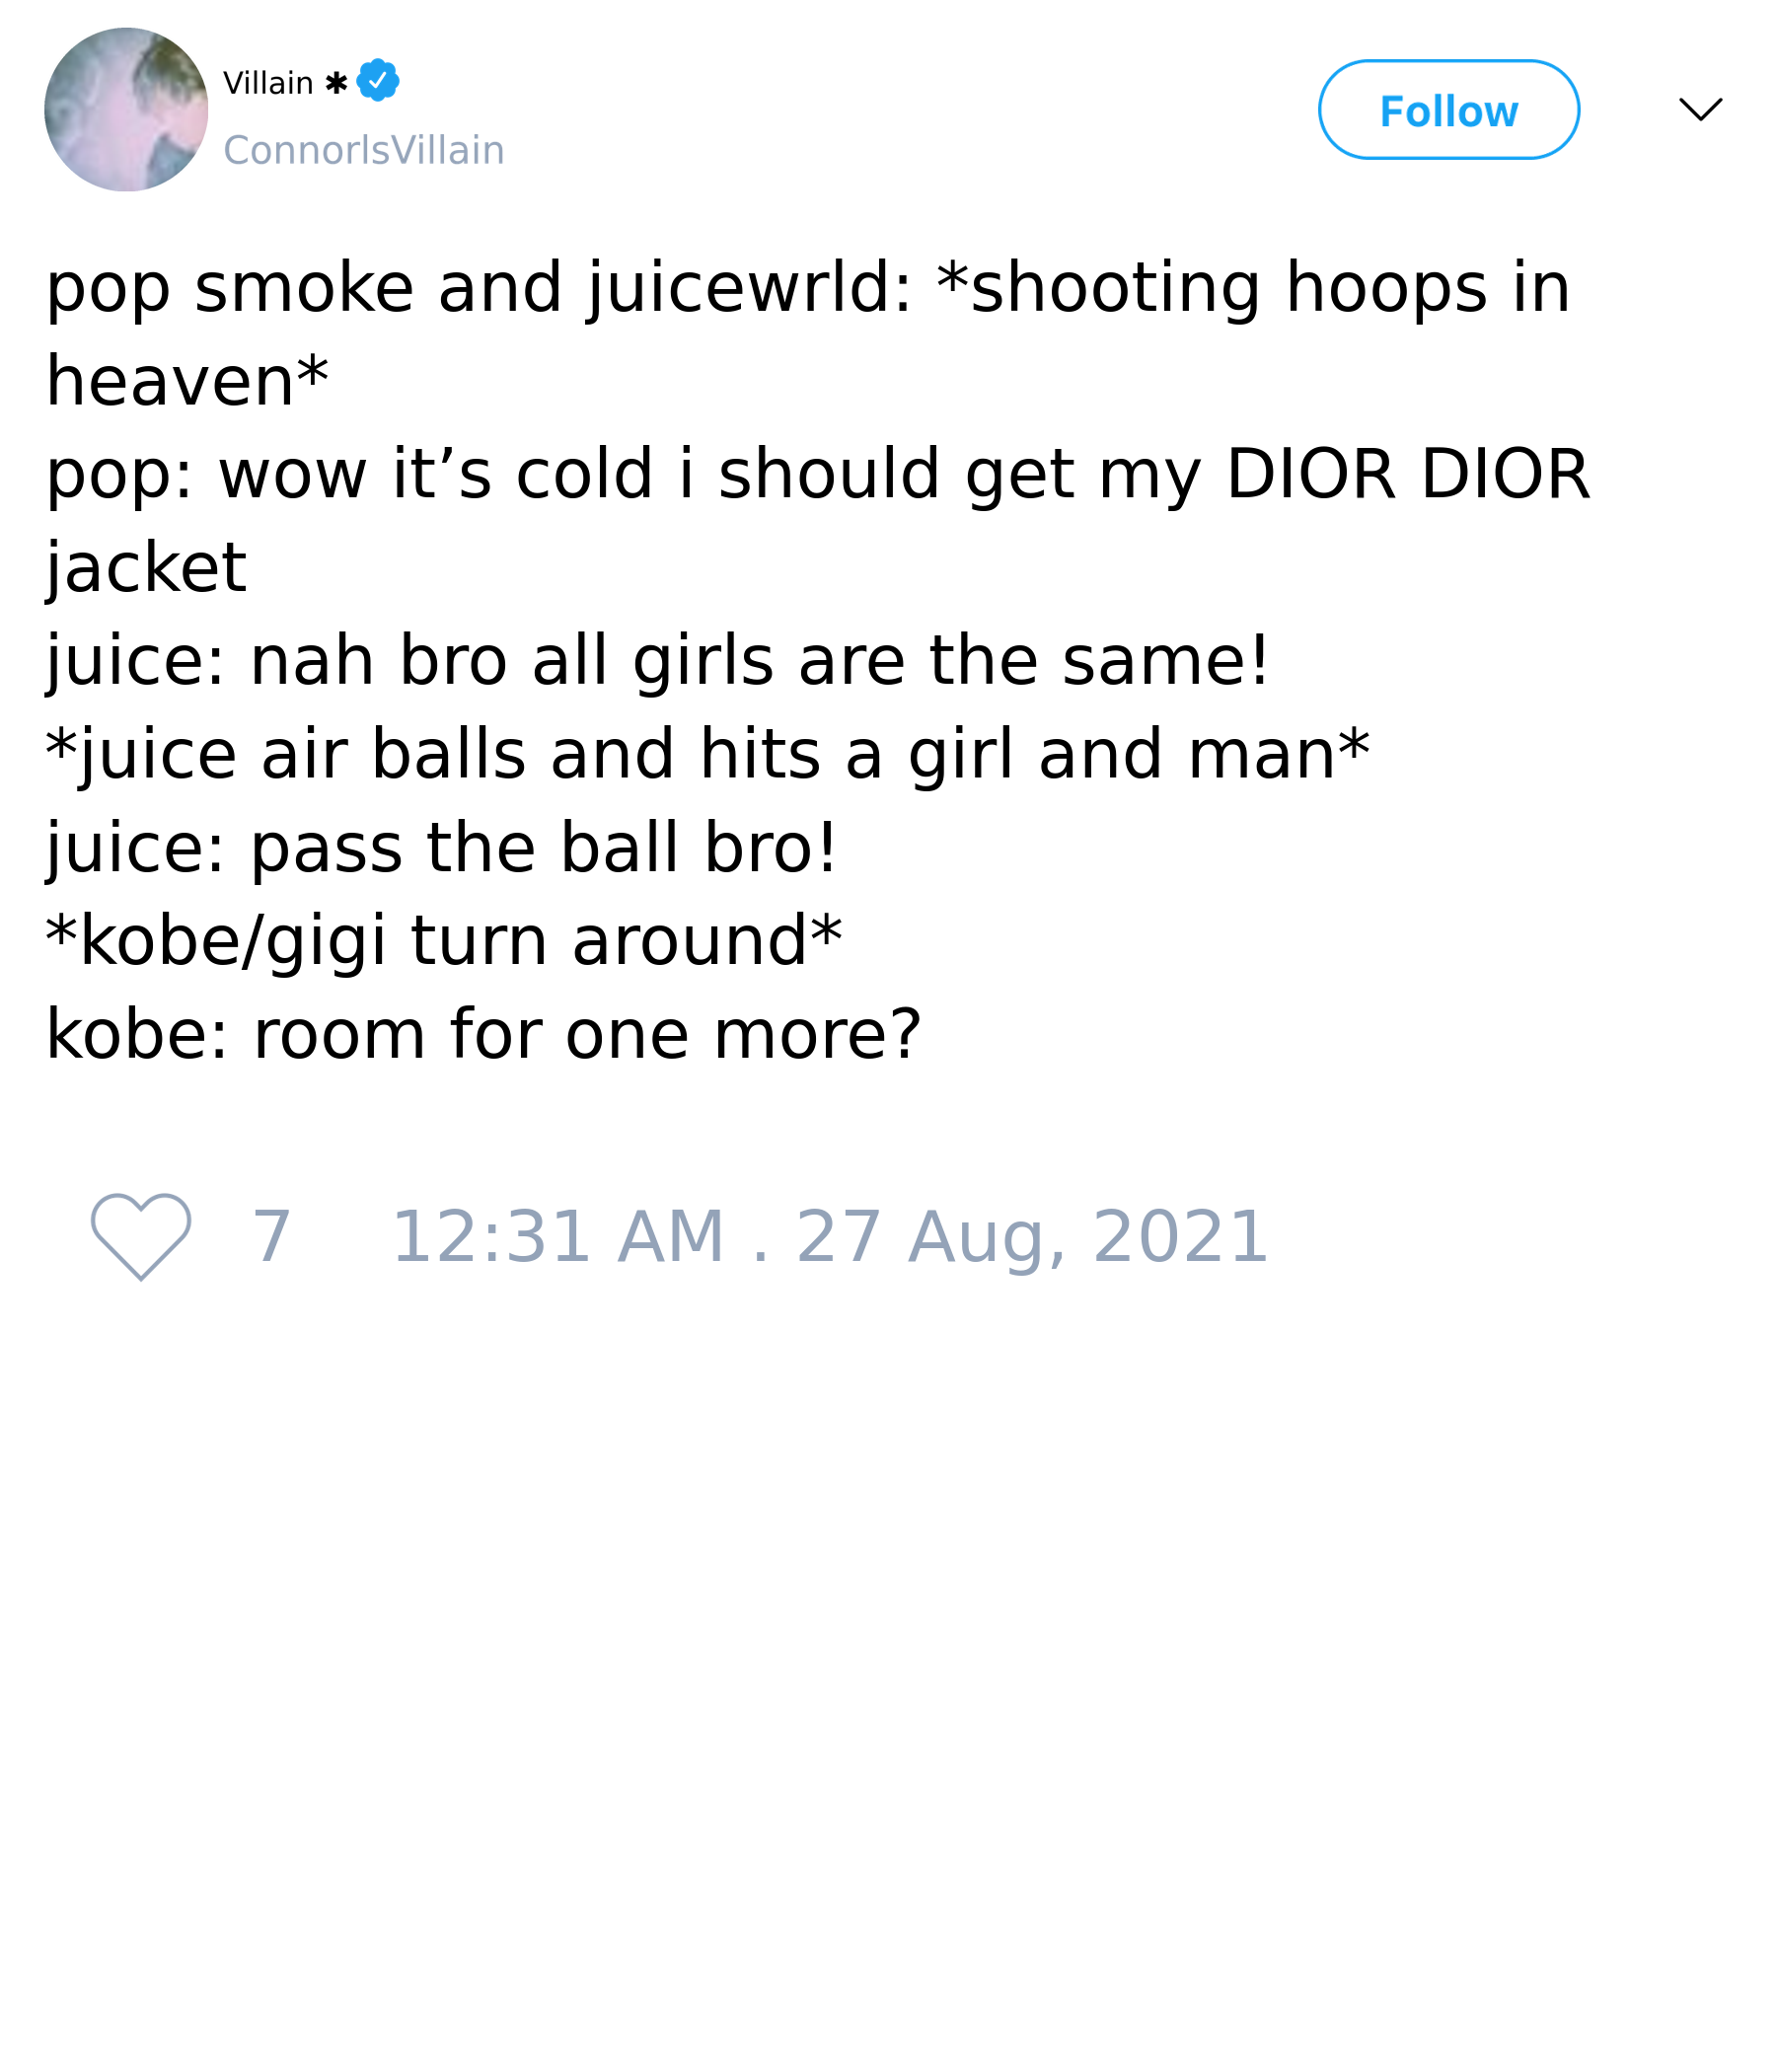 Villain ✱
ConnorIsVillain
Follow
pop smoke and juicewrld: *shooting hoops in
heaven*
pop: wow it’s cold i should get my DIOR DIOR
jacket
juice: nah bro all girls are the same!
*juice air balls and hits a girl and man*
juice: pass the ball bro!
*kobe/gigi turn around*
kobe: room for one more?
7 12:31 AM . 27 Aug, 2021